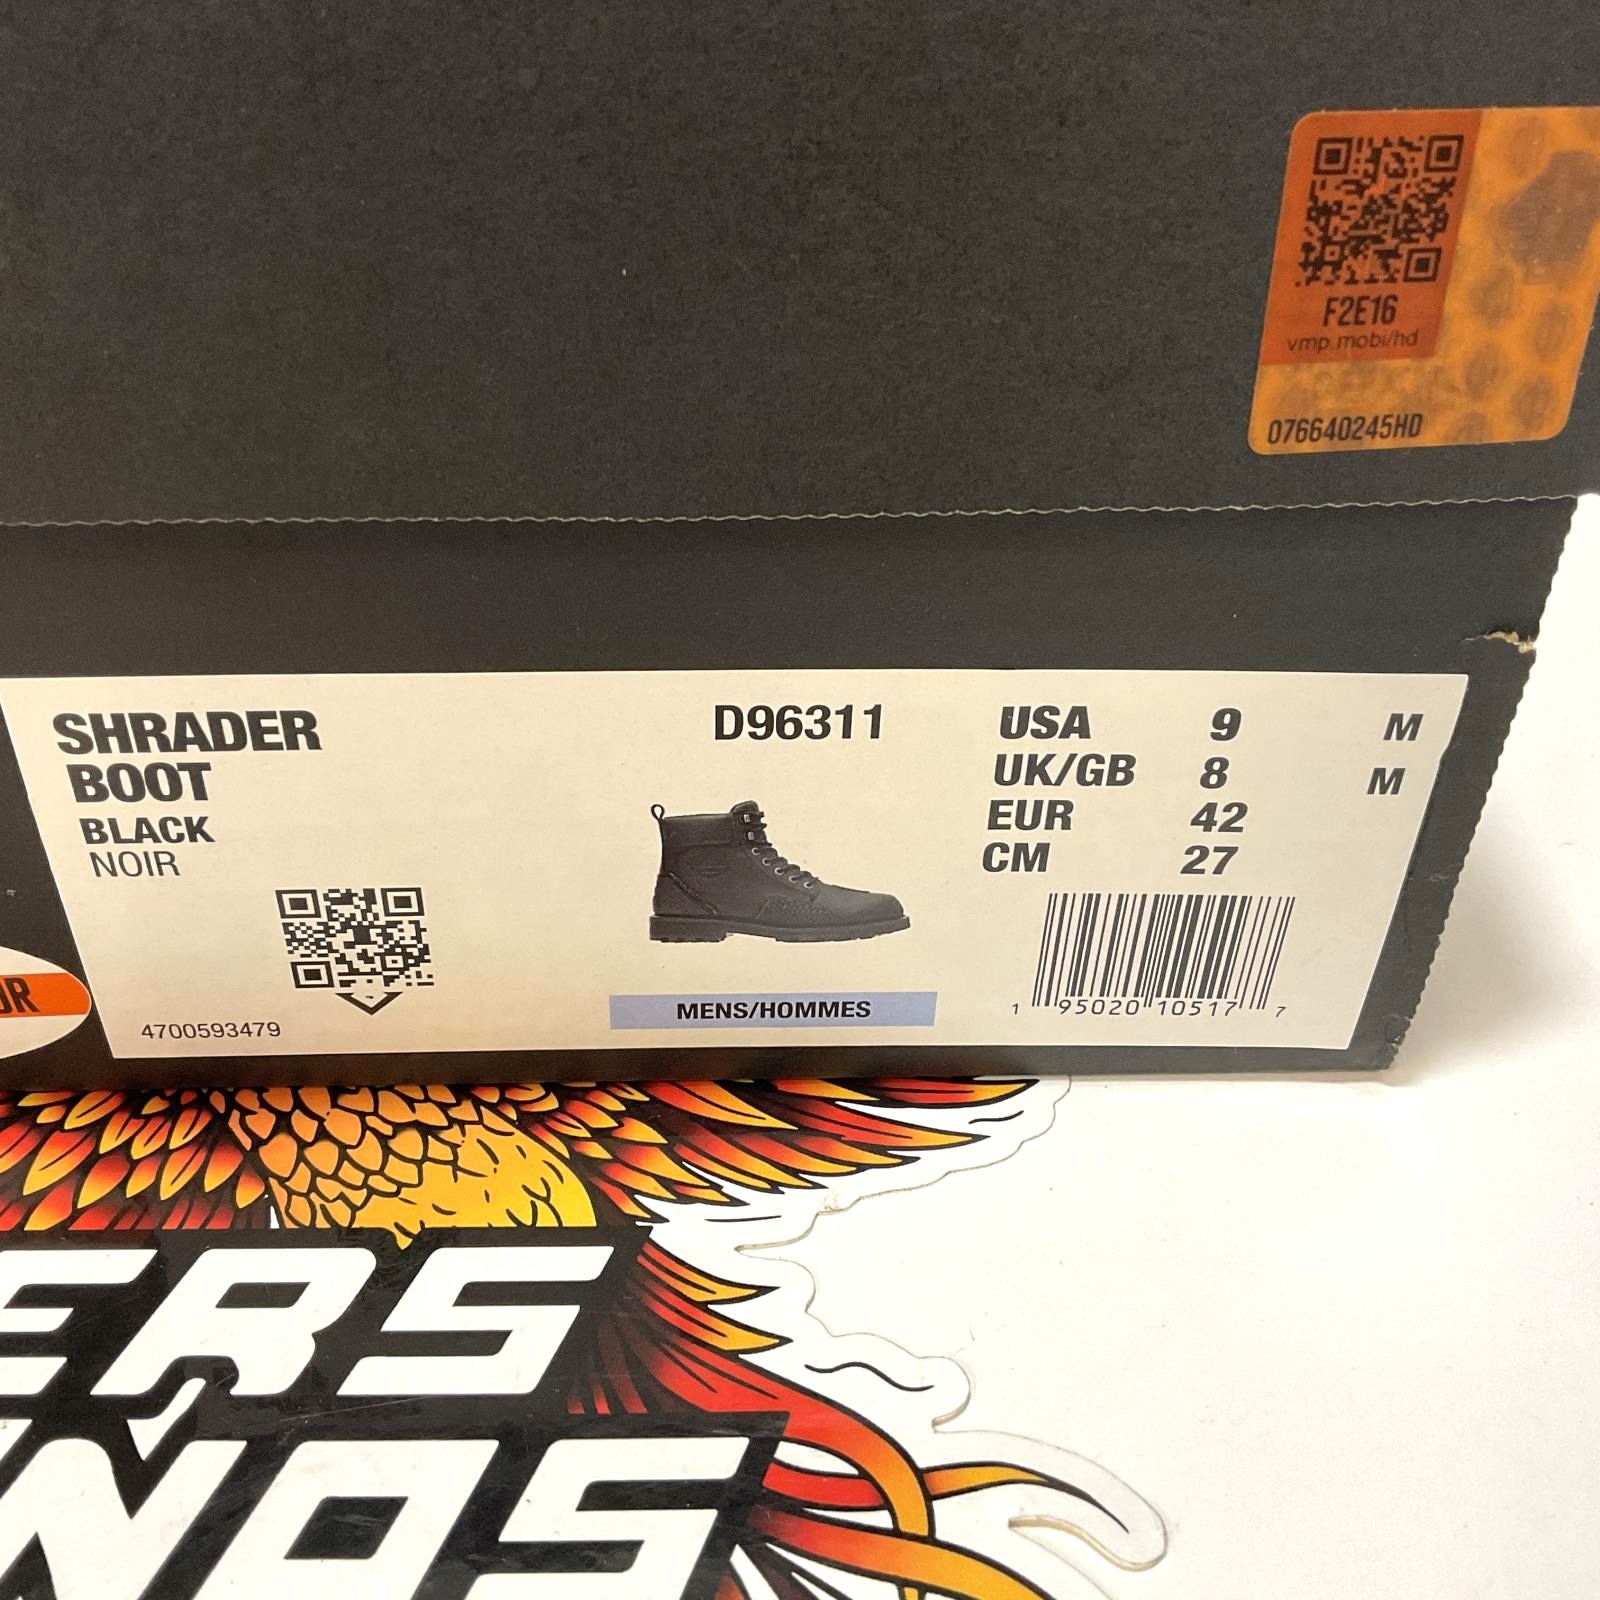 F2E16
vmp.mobi/hd
076640245HD
SHRADER
BOOT
BLACK
NOIR
4700593479
D96311
MENS/HOMMES
USA 9 M
UK/GB 8 M
EUR 42
CM 27
1 95020 10517 7